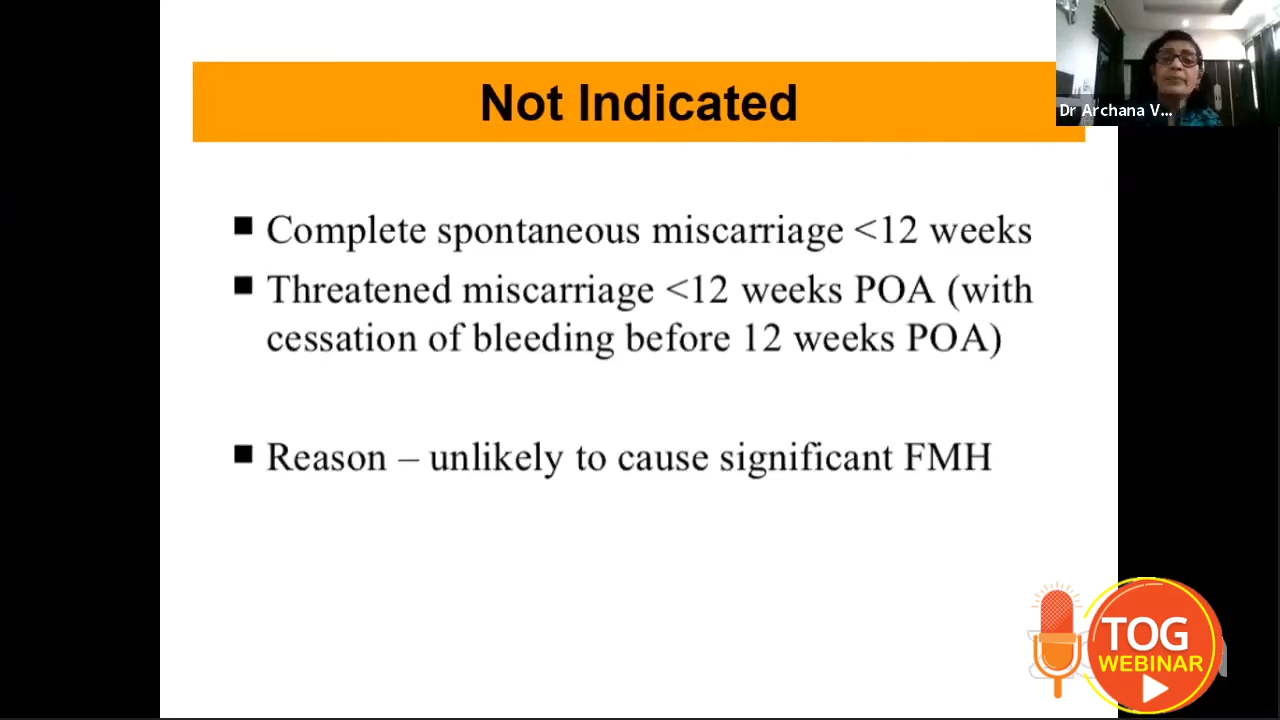 Not Indicated
Dr Archana V...
Complete spontaneous miscarriage <12 weeks
Threatened miscarriage <12 weeks POA (with
cessation of bleeding before 12 weeks POA)
Reason – unlikely to cause significant FMH
TOG
WEBINAR